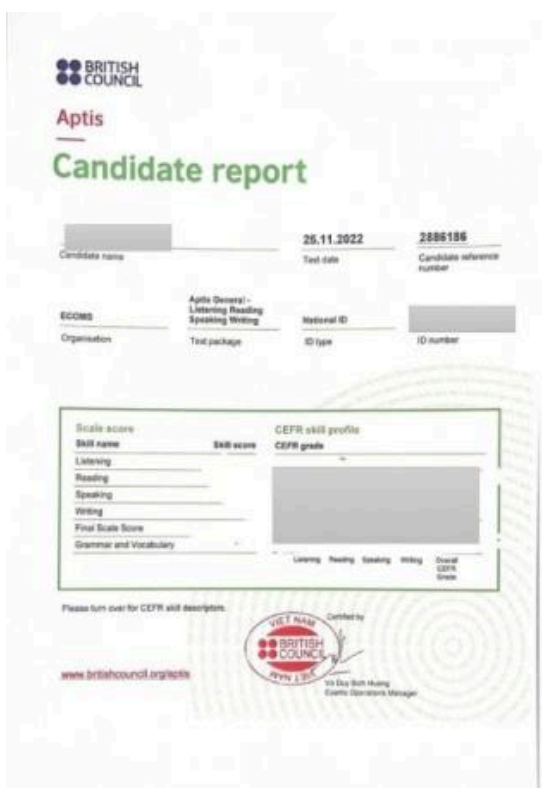 BRITISH
COUNCIL
Aptis
Candidate report
Candidate name
25.11.2022
Test date
2886186
Candidate reference
number
Organisation
Aptis General -
Listening Reading
Speaking Writing
Test package
National ID
ID type
ID number
Scale score
Skill name
Skill score
Listening
Reading
Speaking
Writing
Final Scale Score
Grammar and Vocabulary
CEFR skill profile
CEFR grade
Listening
Reading
Speaking
Writing
Overall
CEFR
Grade
Please turn over for CEFR skill descriptors.
VIET NAM
BRITISH
COUNCIL
VIET NAM
Certified by
Exams Operations Manager
www.britishcouncil.org/aptis